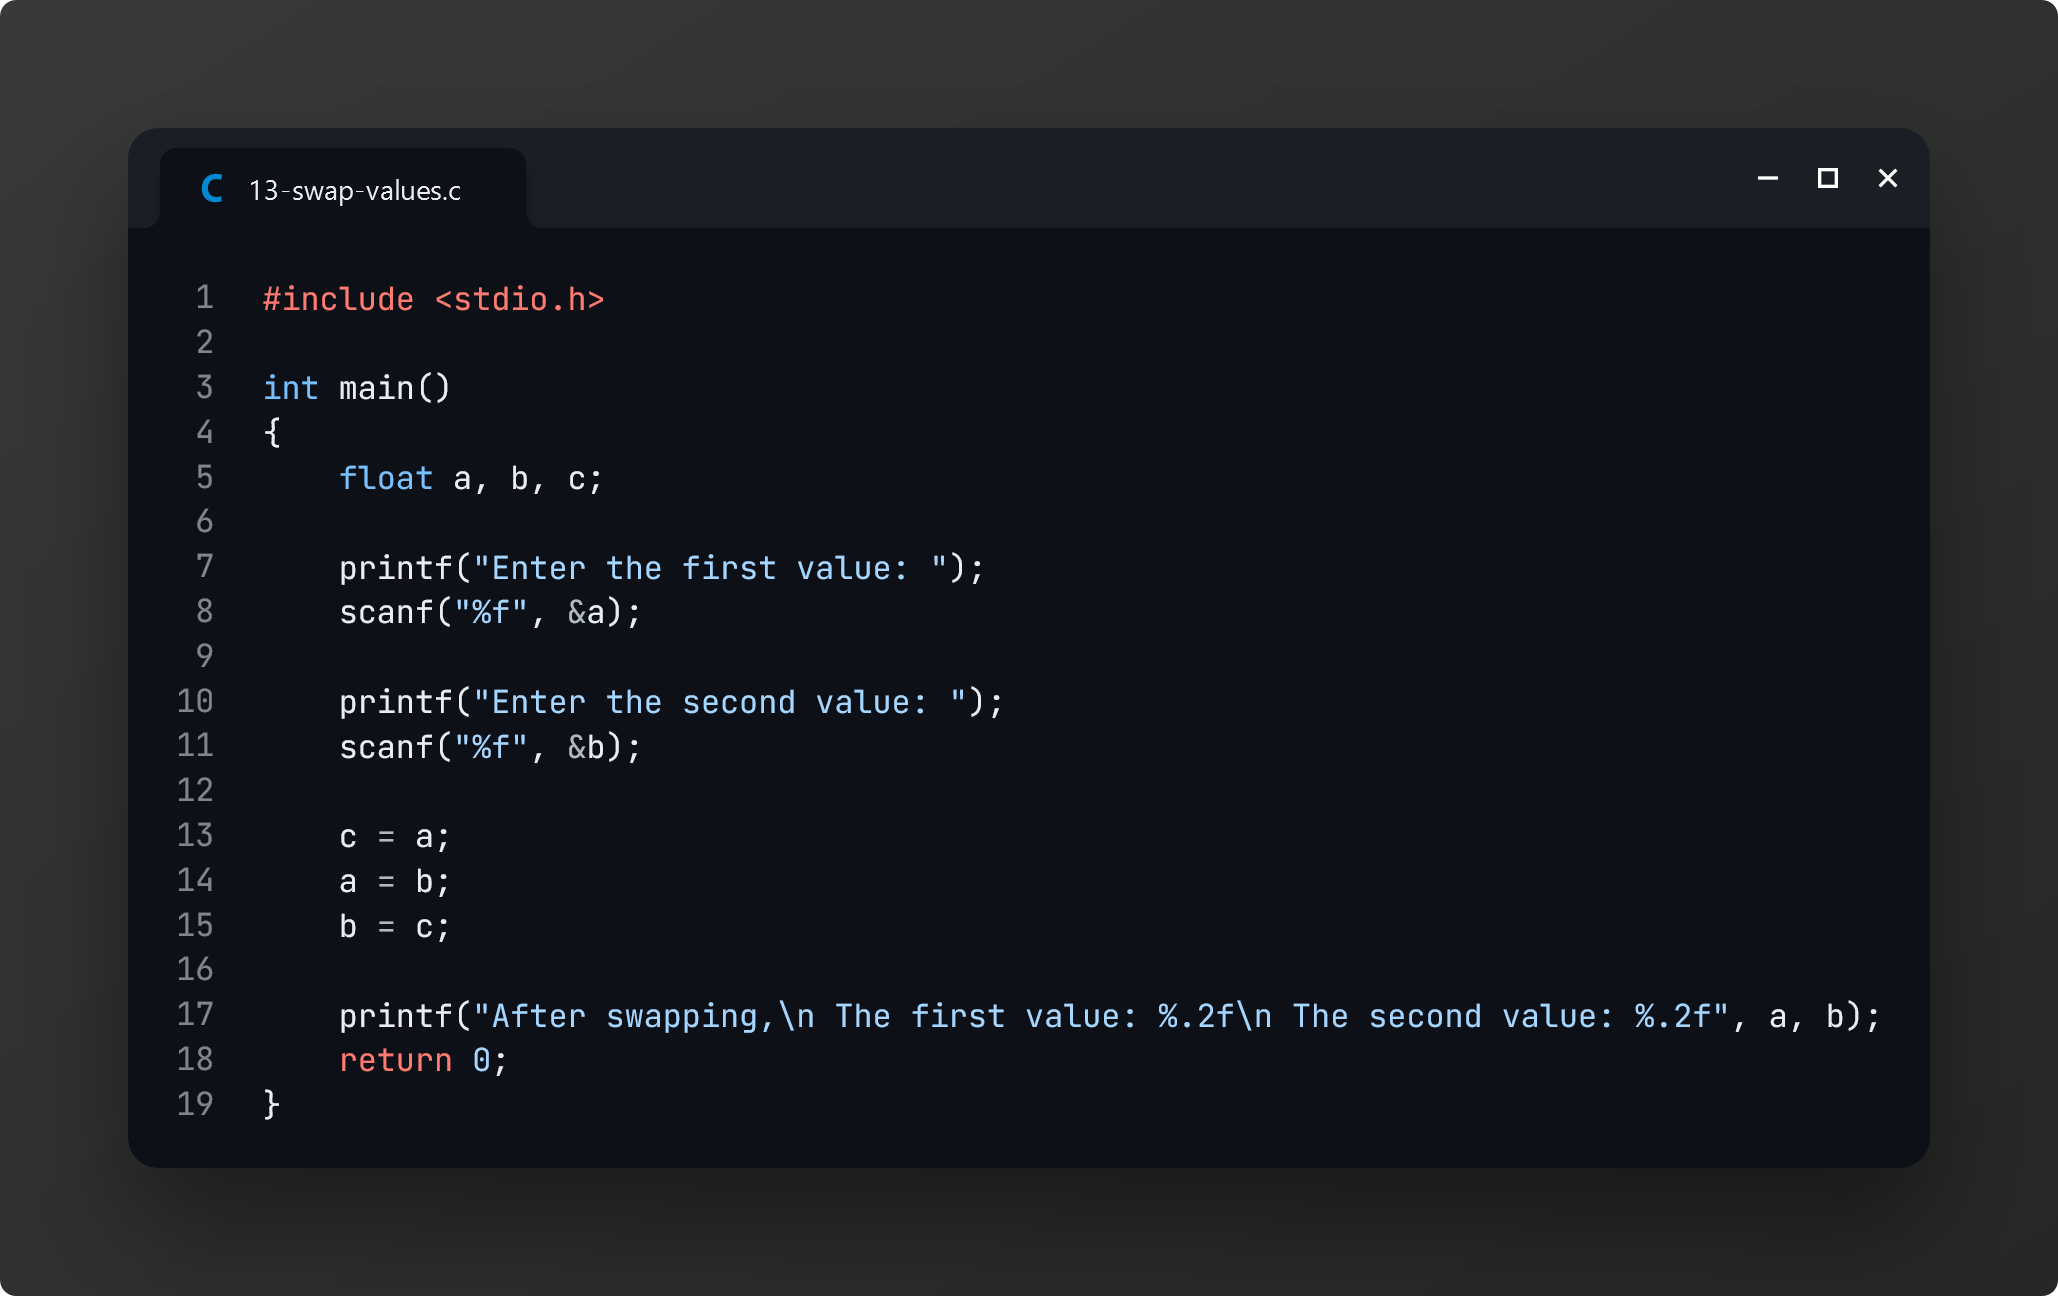 C 13-swap-values.c
1 #include <stdio.h>
2
3 int main()
4 {
5     float a, b, c;
6
7     printf("Enter the first value: ");
8     scanf("%f", &a);
9
10     printf("Enter the second value: ");
11     scanf("%f", &b);
12
13     c = a;
14     a = b;
15     b = c;
16
17     printf("After swapping,\n The first value: %.2f\n The second value: %.2f", a, b);
18     return 0;
19 }